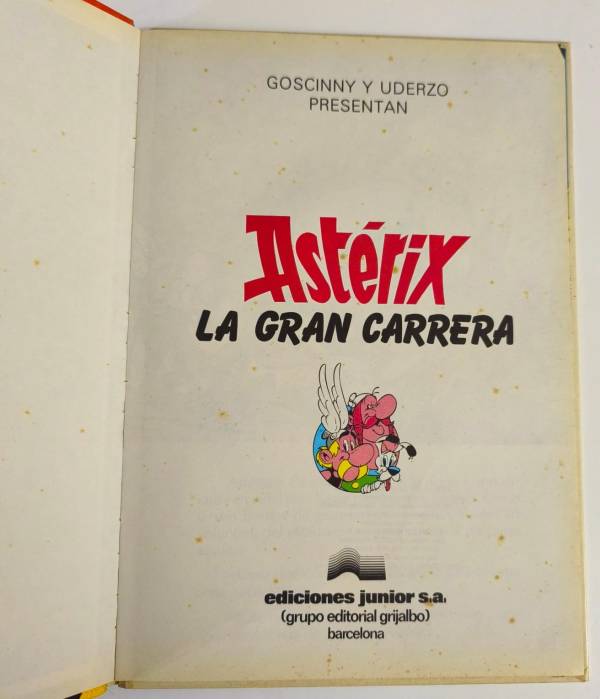 GOSCINNY Y UDERZO
PRESENTAN
Astérix
LA GRAN CARRERA
ediciones junior s.a.
(grupo editorial grijalbo)
barcelona